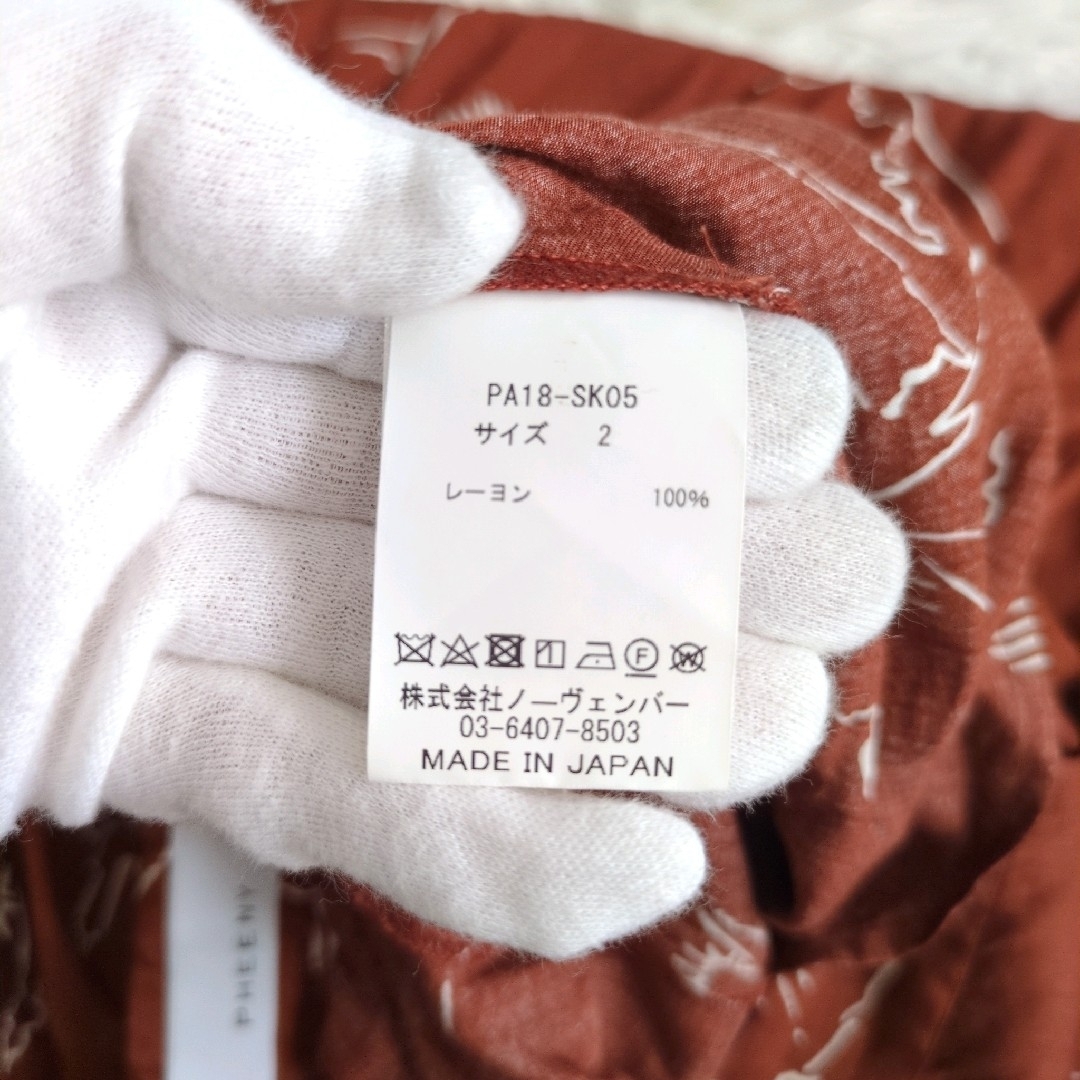 PA18-SK05
サイズ 2
レーヨン 100%
F W
株式会社ノーヴェンバー
03-6407-8503
MADE IN JAPAN
PHEENY